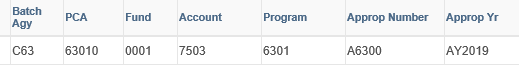 Batch Agy PCA Fund Account Program Approp Number Approp Yr
C63 63010 0001 7503 6301 A6300 AY2019